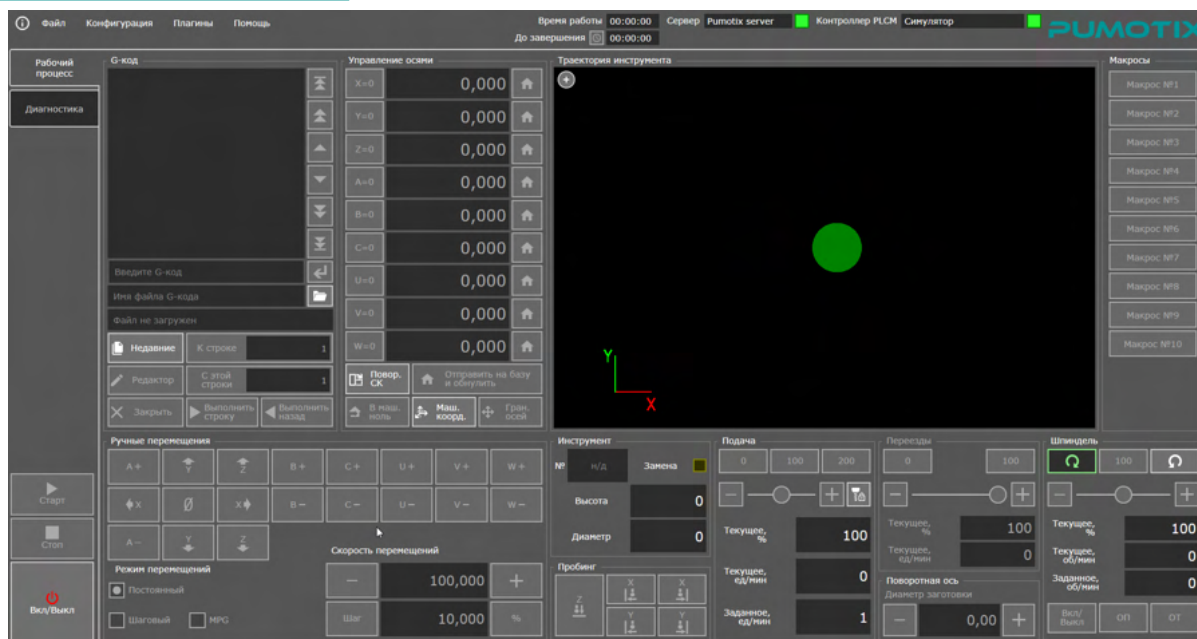 Файл Конфигурация Плагины Помощь
Время работы 00:00:00 Сервер Pumotix server Контроллер PLCM Симулятор
До завершения 00:00:00
PUMOTIX
Рабочий процесс
Диагностика
G-код
Введите G-код
Имя файла G-кода
Файл не загружен
Недавние К строке 1
Редактор С этой строки 1
Закрыть Выполнить строку Выполнить назад
Управление осями
X=0 0,000
Y=0 0,000
Z=0 0,000
A=0 0,000
B=0 0,000
C=0 0,000
U=0 0,000
V=0 0,000
W=0 0,000
Повор. СК Отправить на базу и обнулить
В маш. ноль Маш. коорд. Гран. осей
Траектория инструмента
Y
X
Макросы
Макрос №1
Макрос №2
Макрос №3
Макрос №4
Макрос №5
Макрос №6
Макрос №7
Макрос №8
Макрос №9
Макрос №10
Старт
Стоп
Вкл/Выкл
Ручные перемещения
A+ Y Z B+ C+ U+ V+ W+
X X B- C- U- V- W-
A- Y Z
Режим перемещений
Постоянный
Шаговый MPG
Скорость перемещений
- 100,000 +
Шаг 10,000 %
Инструмент
№ н/д Замена
Высота 0
Диаметр 0
Пробинг
Z X X
Y Y
Подача
0 100 200
- +
Текущее, % 100
Текущее, ед/мин 0
Заданное, ед/мин 1
Переезды
0 100
- +
Текущее, % 100
Текущее, ед/мин 0
Поворотная ось
Диаметр заготовки
- 0,00 +
Шпиндель
100
- +
Текущее, % 100
Текущее, об/мин 0
Заданное, об/мин 0
Вкл/Выкл ОП ОТ